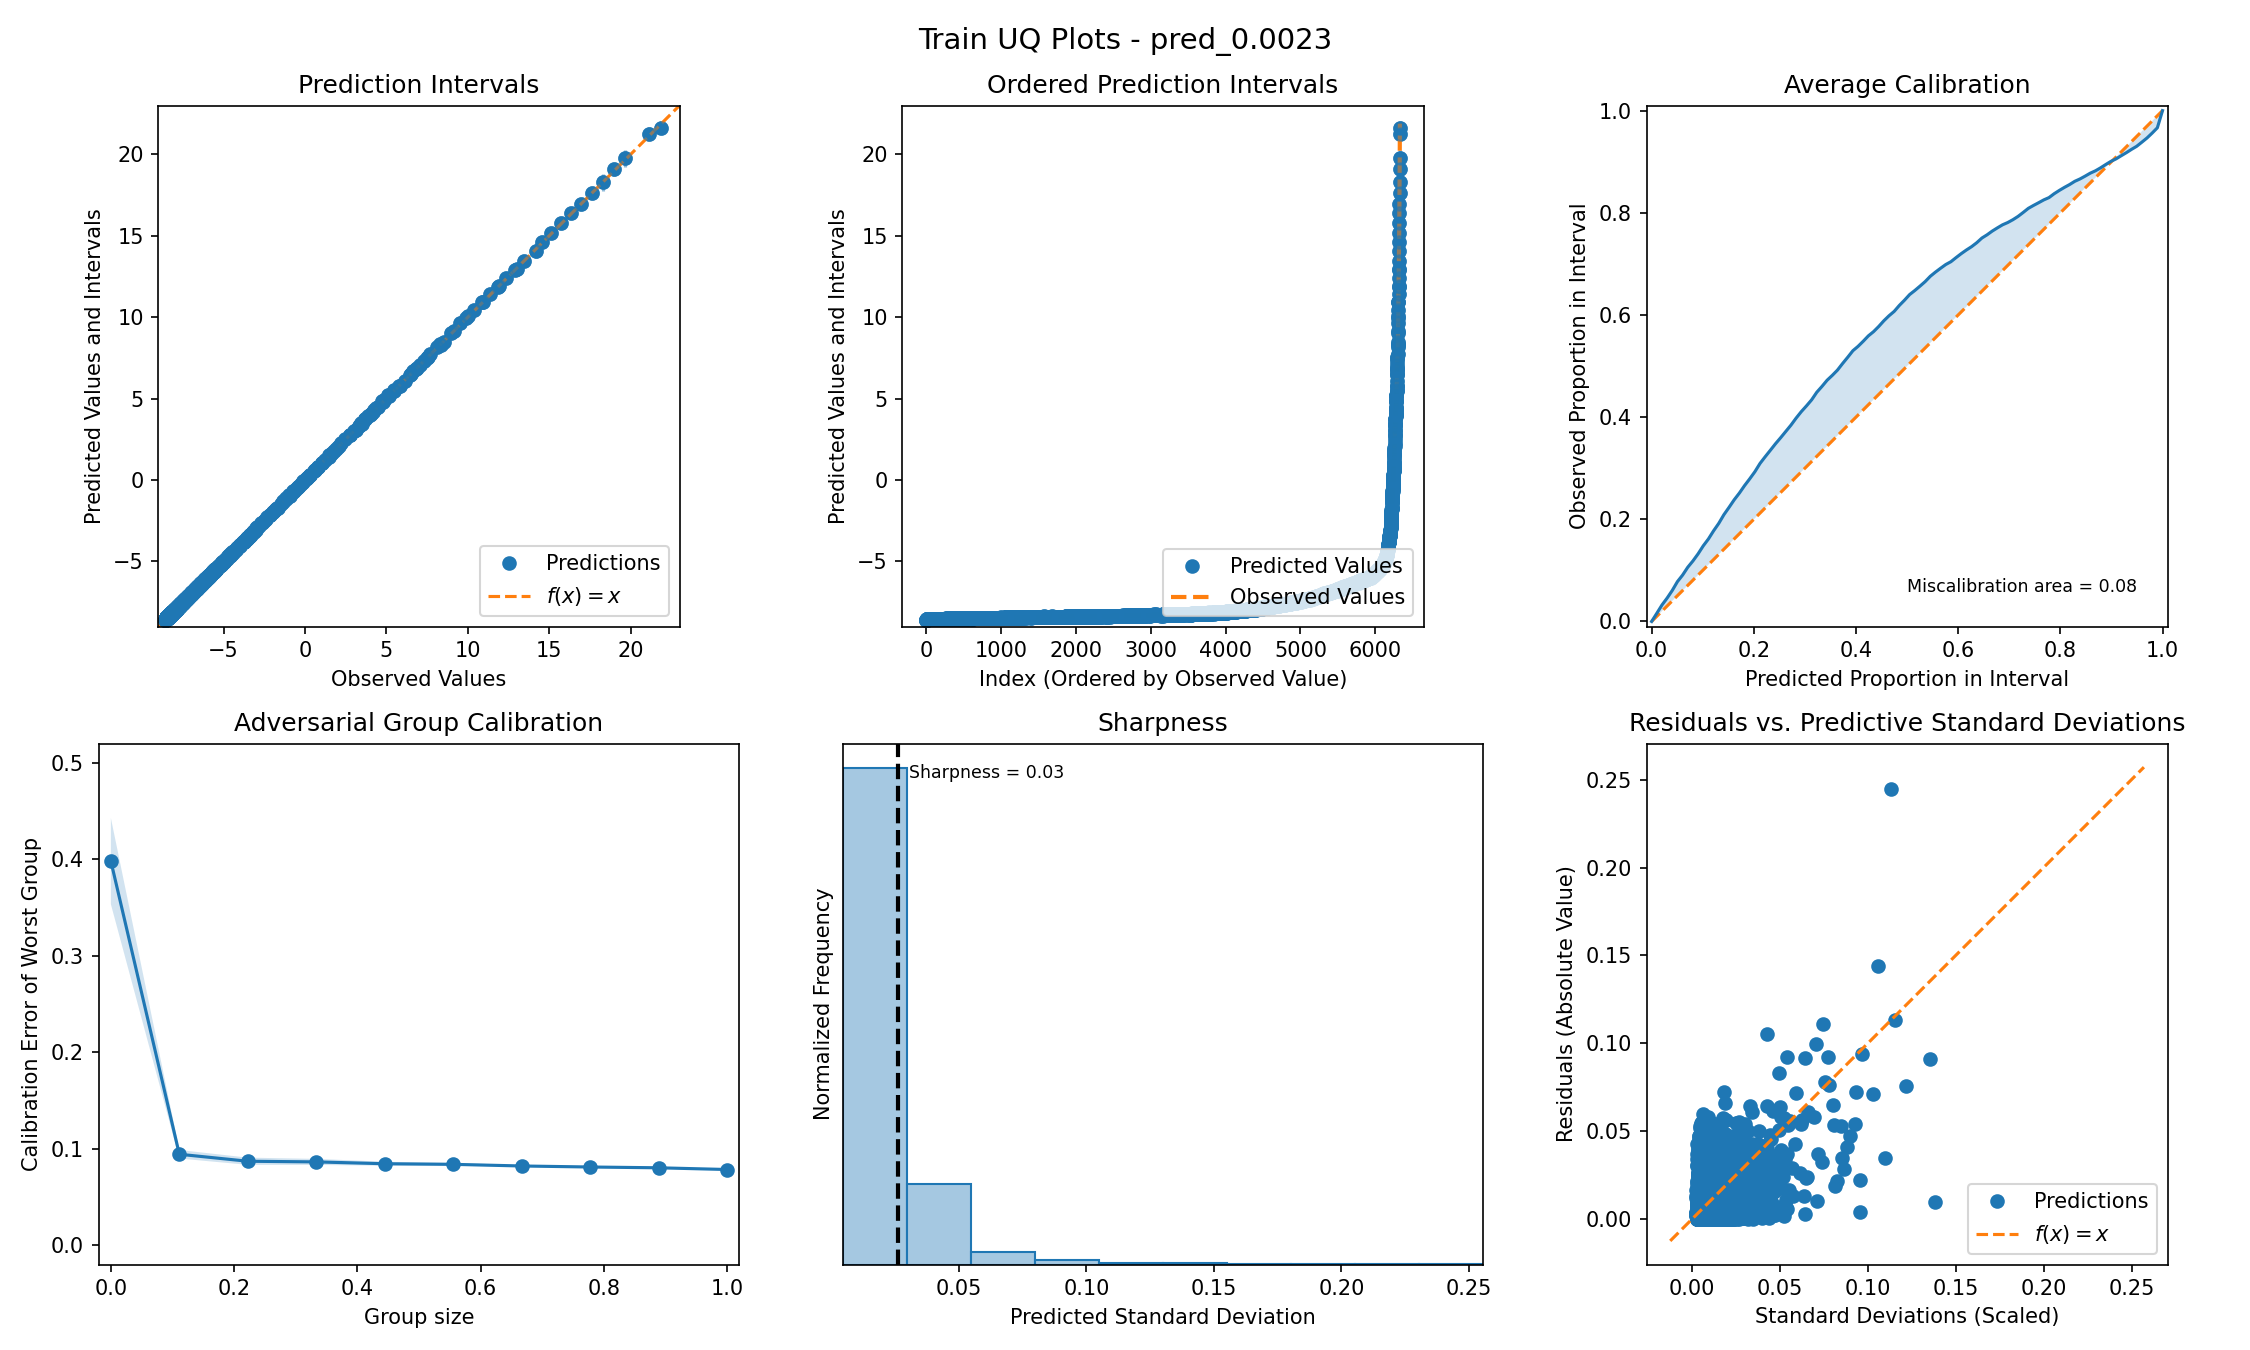 Train UQ Plots - pred_0.0023
Prediction Intervals
Predicted Values and Intervals
20
15
10
5
0
−5
−5 0 5 10 15 20
Observed Values
Predictions
f(x) = x
Ordered Prediction Intervals
Predicted Values and Intervals
20
15
10
5
0
−5
0 1000 2000 3000 4000 5000 6000
Index (Ordered by Observed Value)
Predicted Values
Observed Values
Average Calibration
Observed Proportion in Interval
1.0
0.8
0.6
0.4
0.2
0.0
0.0 0.2 0.4 0.6 0.8 1.0
Predicted Proportion in Interval
Miscalibration area = 0.08
Adversarial Group Calibration
Calibration Error of Worst Group
0.5
0.4
0.3
0.2
0.1
0.0
0.0 0.2 0.4 0.6 0.8 1.0
Group size
Sharpness
Normalized Frequency
Sharpness = 0.03
0.05 0.10 0.15 0.20 0.25
Predicted Standard Deviation
Residuals vs. Predictive Standard Deviations
Residuals (Absolute Value)
0.25
0.20
0.15
0.10
0.05
0.00
0.00 0.05 0.10 0.15 0.20 0.25
Standard Deviations (Scaled)
Predictions
f(x) = x